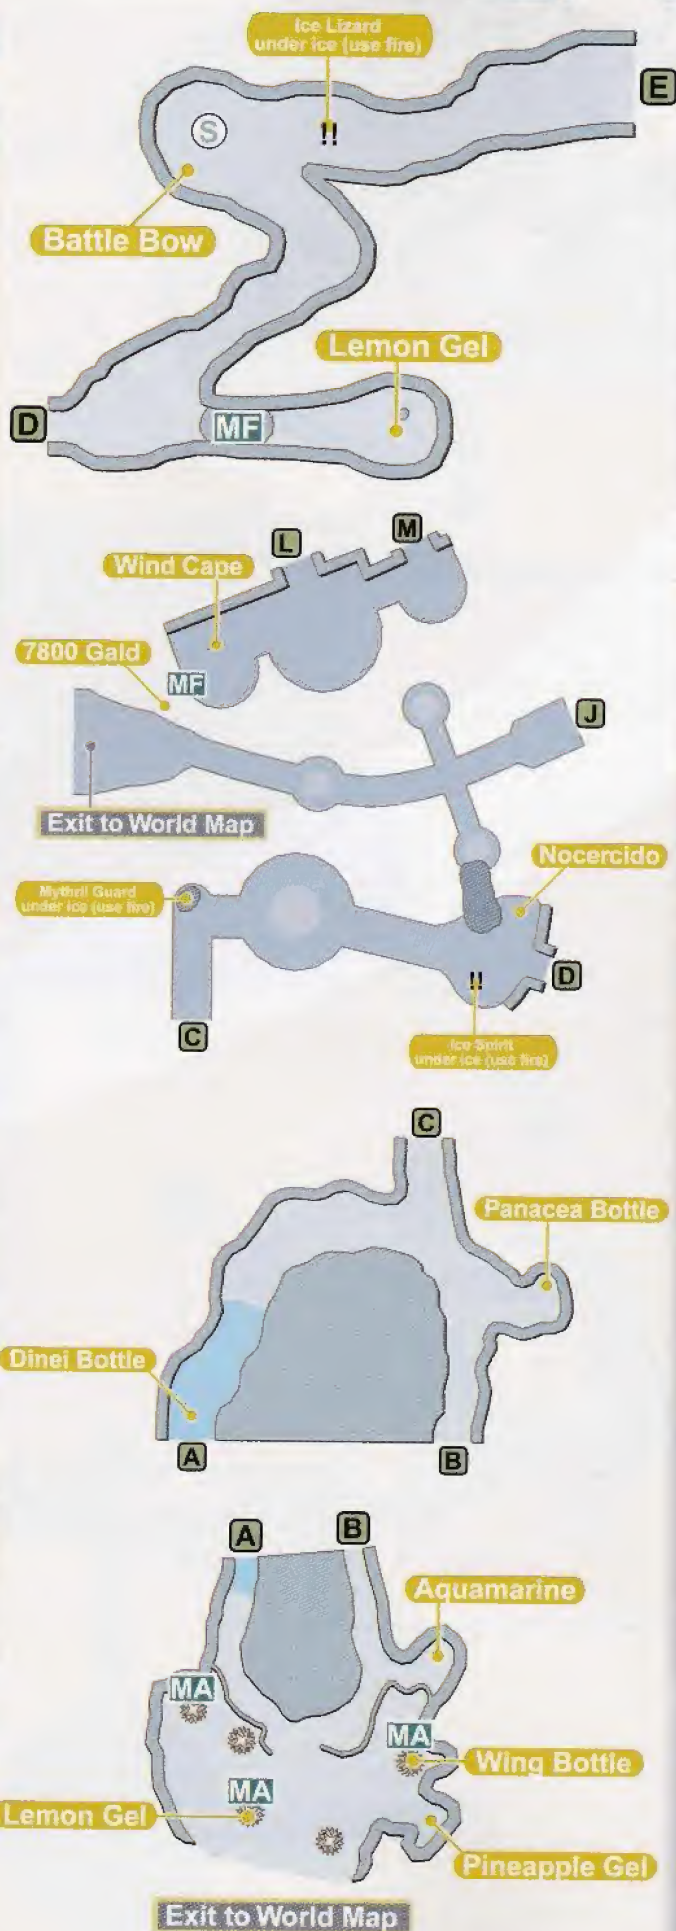 Ice Lizard
under ice (use fire)
E
S
!!
Battle Bow
Lemon Gel
D
MF
L
M
Wind Cape
7800 Gald
MF
J
Exit to World Map
Nocercido
Mythril Guard
under ice (use fire)
D
!!
C
Ice Spirit
under ice (use fire)
C
Panacea Bottle
Dinei Bottle
A
B
A
B
Aquamarine
MA
MA
Wing Bottle
MA
Lemon Gel
Pineapple Gel
Exit to World Map